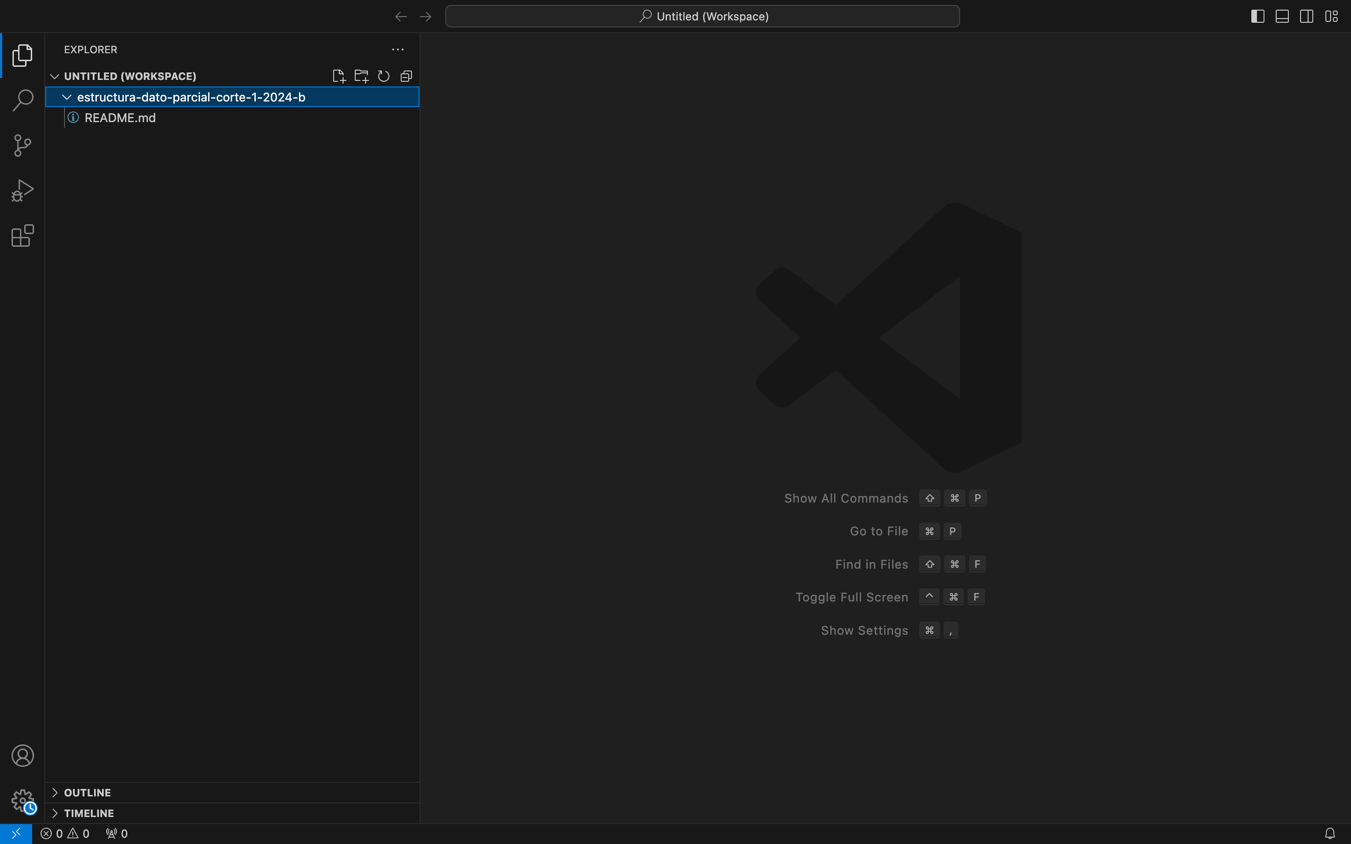 Untitled (Workspace)
EXPLORER
UNTITLED (WORKSPACE)
estructura-dato-parcial-corte-1-2024-b
README.md
Show All Commands ⇧ ⌘ P
Go to File ⌘ P
Find in Files ⇧ ⌘ F
Toggle Full Screen ^ ⌘ F
Show Settings ⌘ ,
OUTLINE
TIMELINE
0 0 0